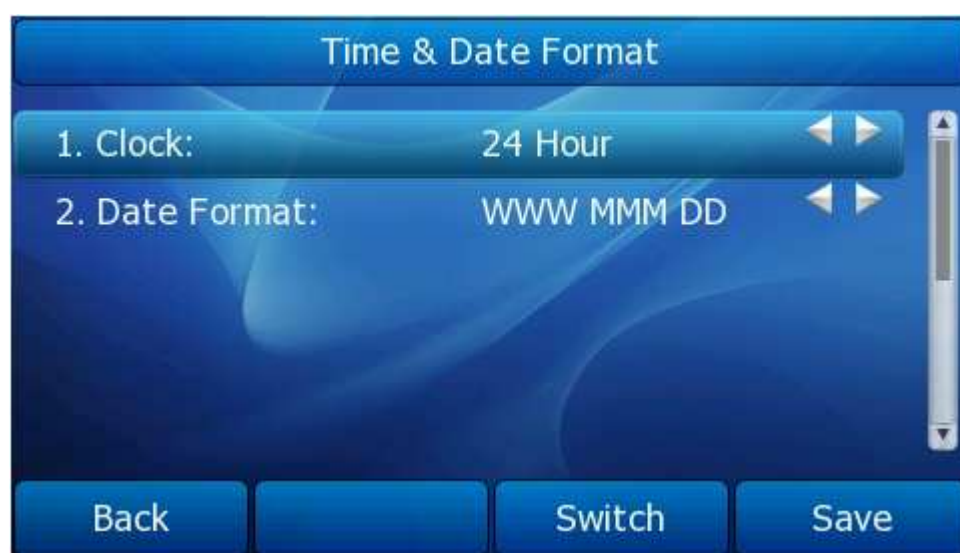 Time & Date Format
1. Clock: 24 Hour
2. Date Format: WWW MMM DD
Back Switch Save